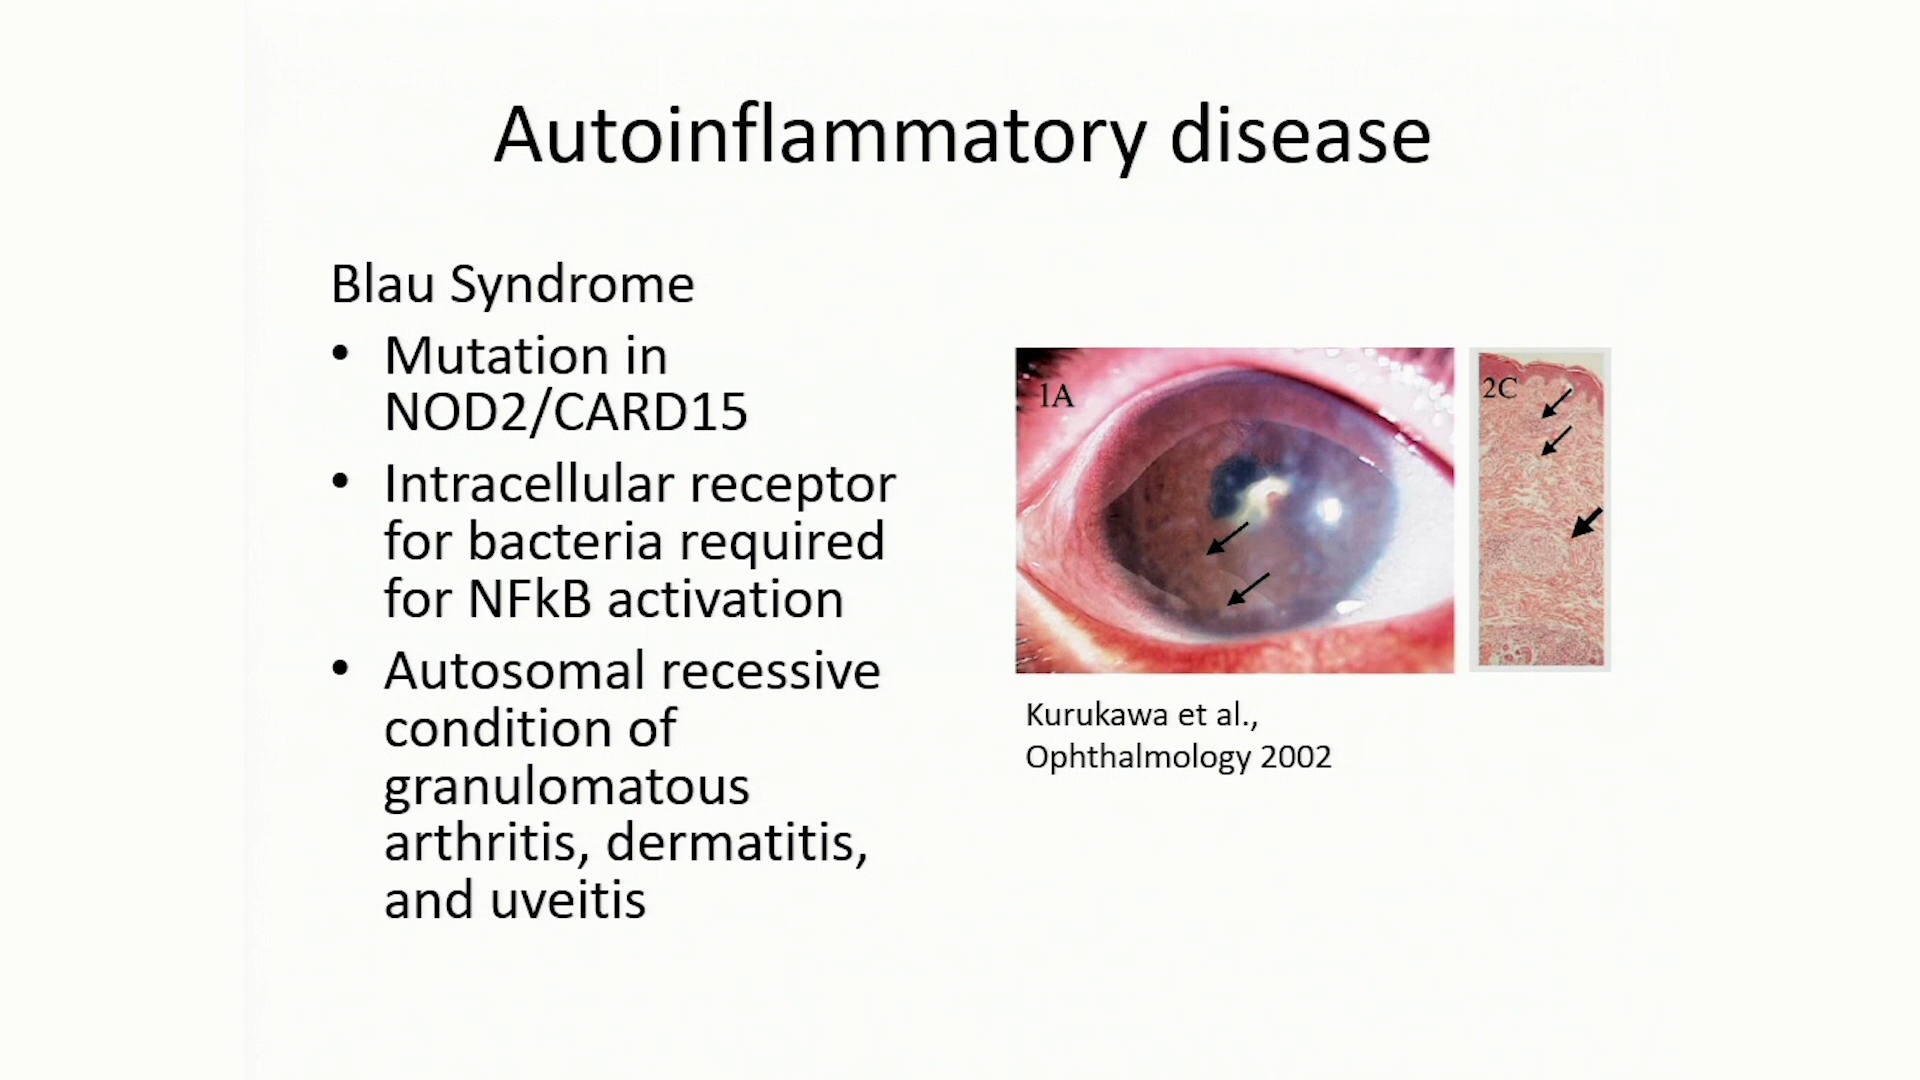 Autoinflammatory disease
Blau Syndrome
• Mutation in
NOD2/CARD15
• Intracellular receptor
for bacteria required
for NFkB activation
• Autosomal recessive
condition of
granulomatous
arthritis, dermatitis,
and uveitis
1A
2C
Kurukawa et al.,
Ophthalmology 2002